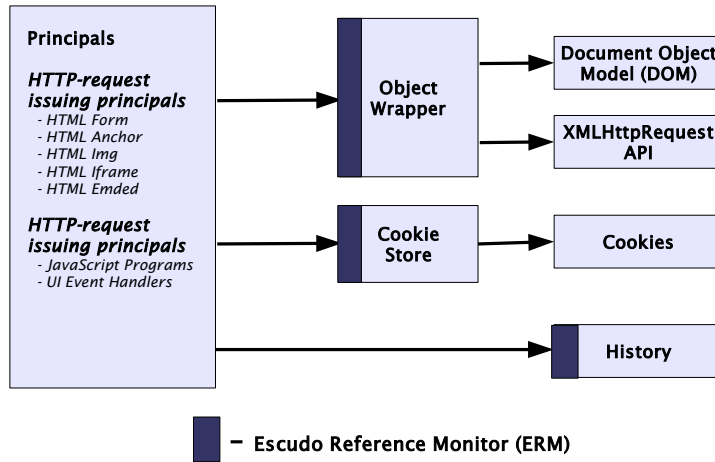 Principals
HTTP-request
issuing principals
- HTML Form
- HTML Anchor
- HTML Img
- HTML Iframe
- HTML Emded
HTTP-request
issuing principals
- JavaScript Programs
- UI Event Handlers
Object
Wrapper
Cookie
Store
Document Object
Model (DOM)
XMLHttpRequest
API
Cookies
History
– Escudo Reference Monitor (ERM)